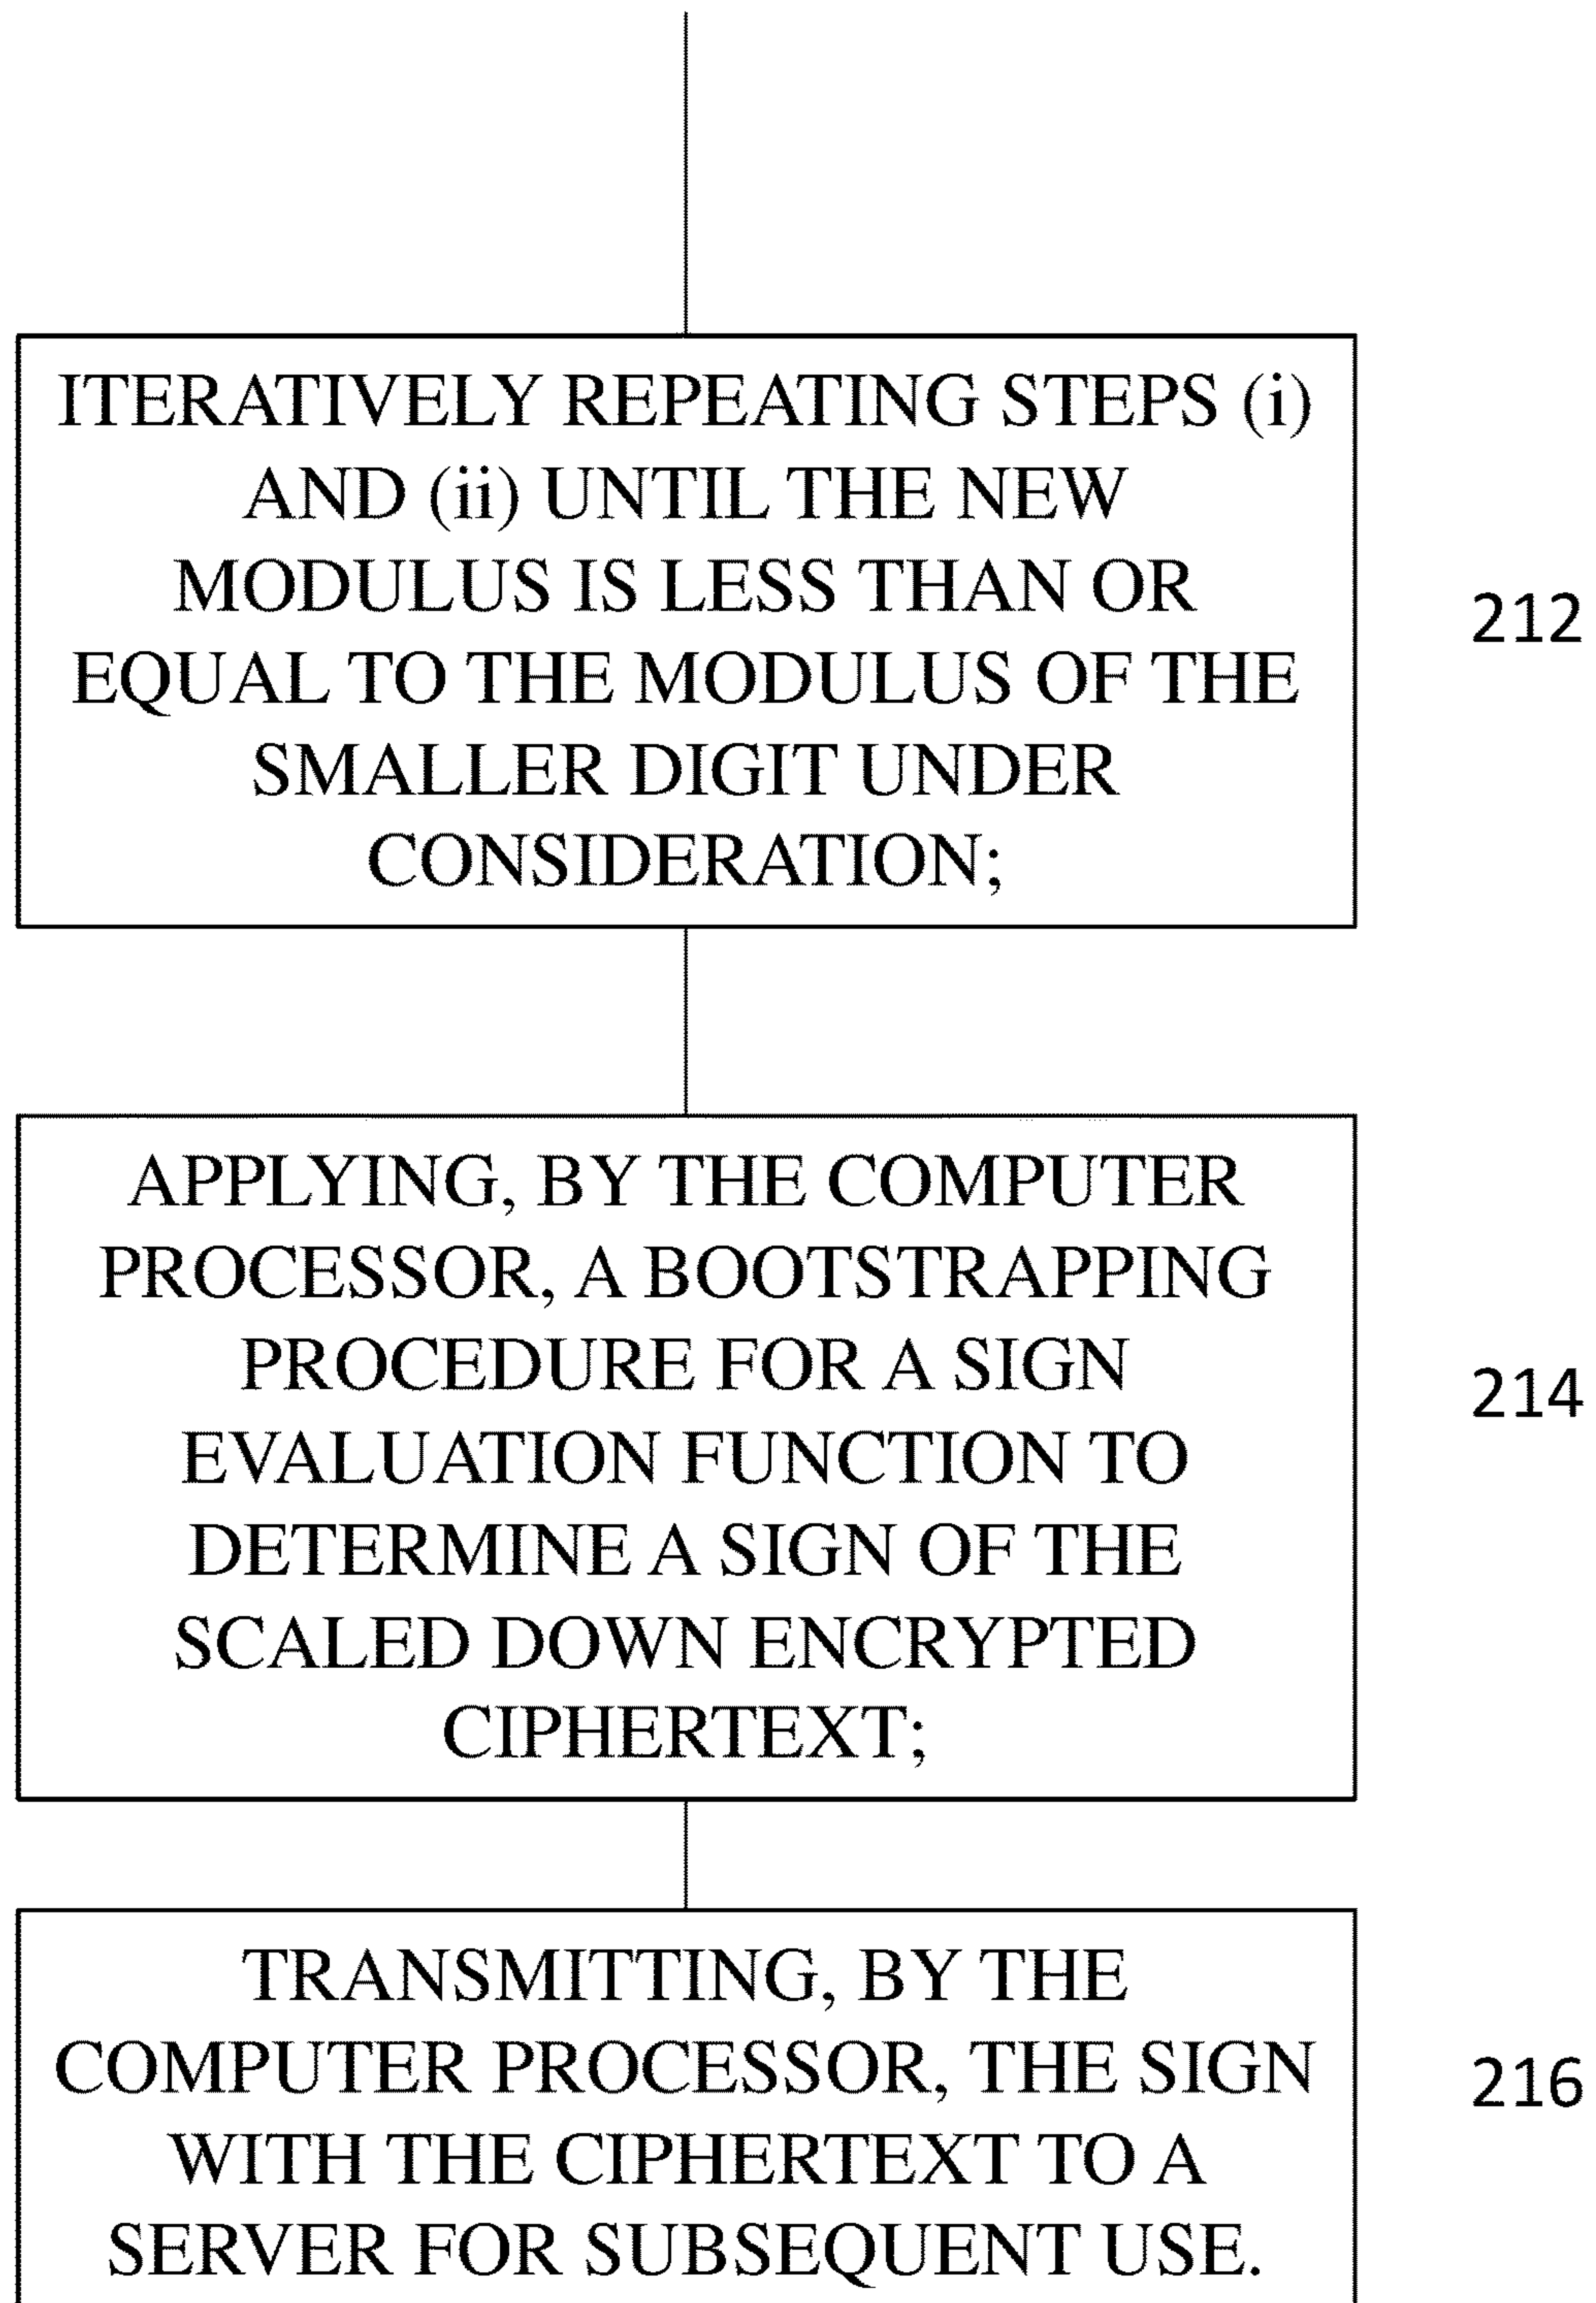 ITERATIVELY REPEATING STEPS (i)
AND (ii) UNTIL THE NEW
MODULUS IS LESS THAN OR
EQUAL TO THE MODULUS OF THE
SMALLER DIGIT UNDER
CONSIDERATION;
212
APPLYING, BY THE COMPUTER
PROCESSOR, A BOOTSTRAPPING
PROCEDURE FOR A SIGN
EVALUATION FUNCTION TO
DETERMINE A SIGN OF THE
SCALED DOWN ENCRYPTED
CIPHERTEXT;
214
TRANSMITTING, BY THE
COMPUTER PROCESSOR, THE SIGN
WITH THE CIPHERTEXT TO A
SERVER FOR SUBSEQUENT USE.
216